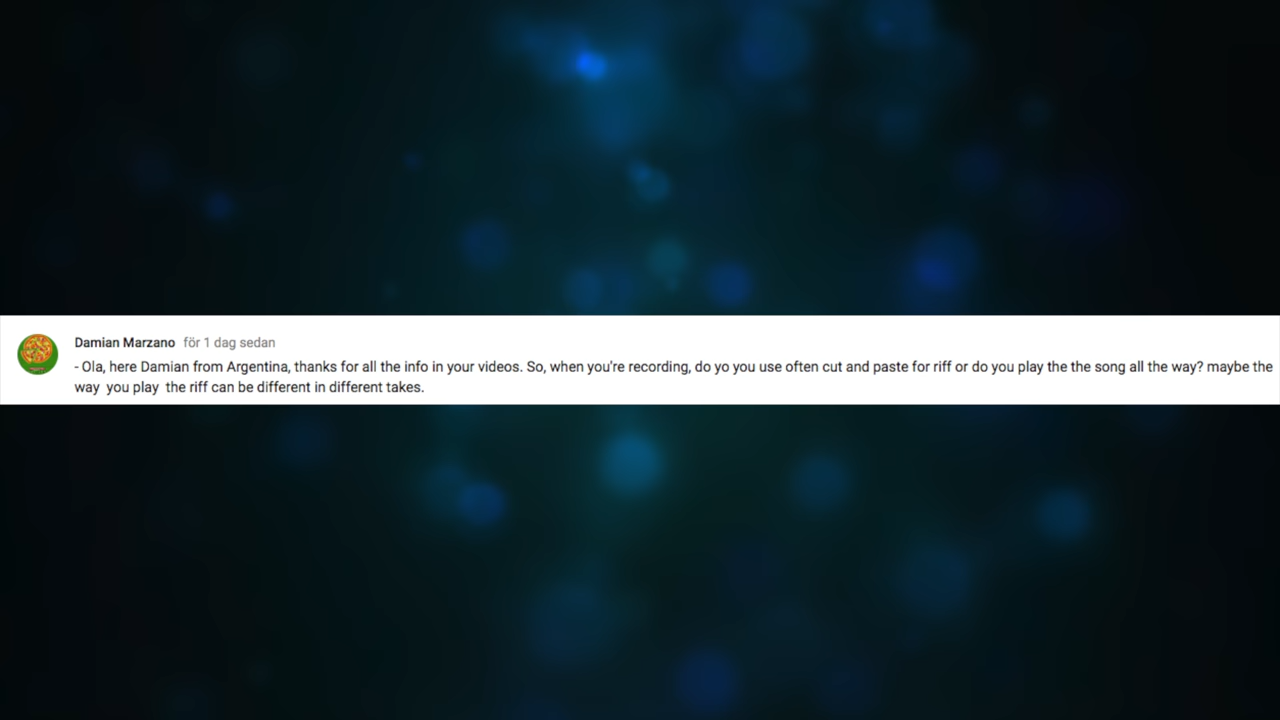 Damian Marzano för 1 dag sedan
- Ola, here Damian from Argentina, thanks for all the info in your videos. So, when you're recording, do yo you use often cut and paste for riff or do you play the the song all the way? maybe the
way you play the riff can be different in different takes.